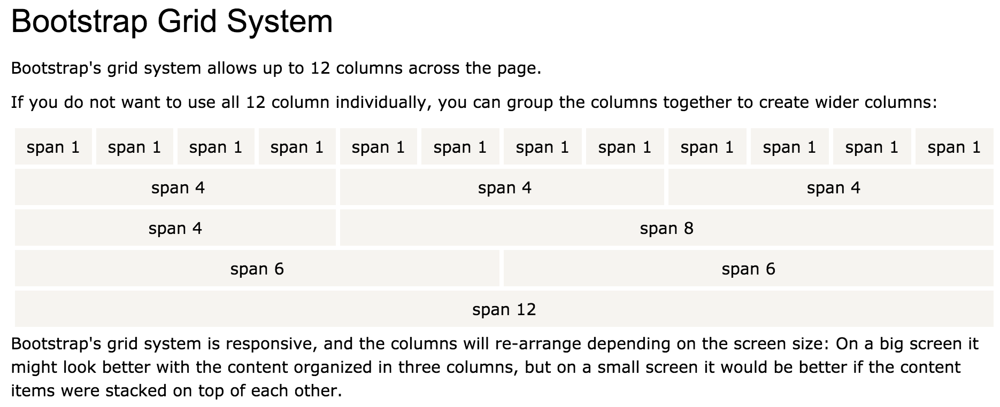 Bootstrap Grid System
Bootstrap's grid system allows up to 12 columns across the page.
If you do not want to use all 12 column individually, you can group the columns together to create wider columns:
span 1 span 1 span 1 span 1 span 1 span 1 span 1 span 1 span 1 span 1 span 1 span 1
span 4 span 4 span 4
span 4 span 8
span 6 span 6
span 12
Bootstrap's grid system is responsive, and the columns will re-arrange depending on the screen size: On a big screen it
might look better with the content organized in three columns, but on a small screen it would be better if the content
items were stacked on top of each other.